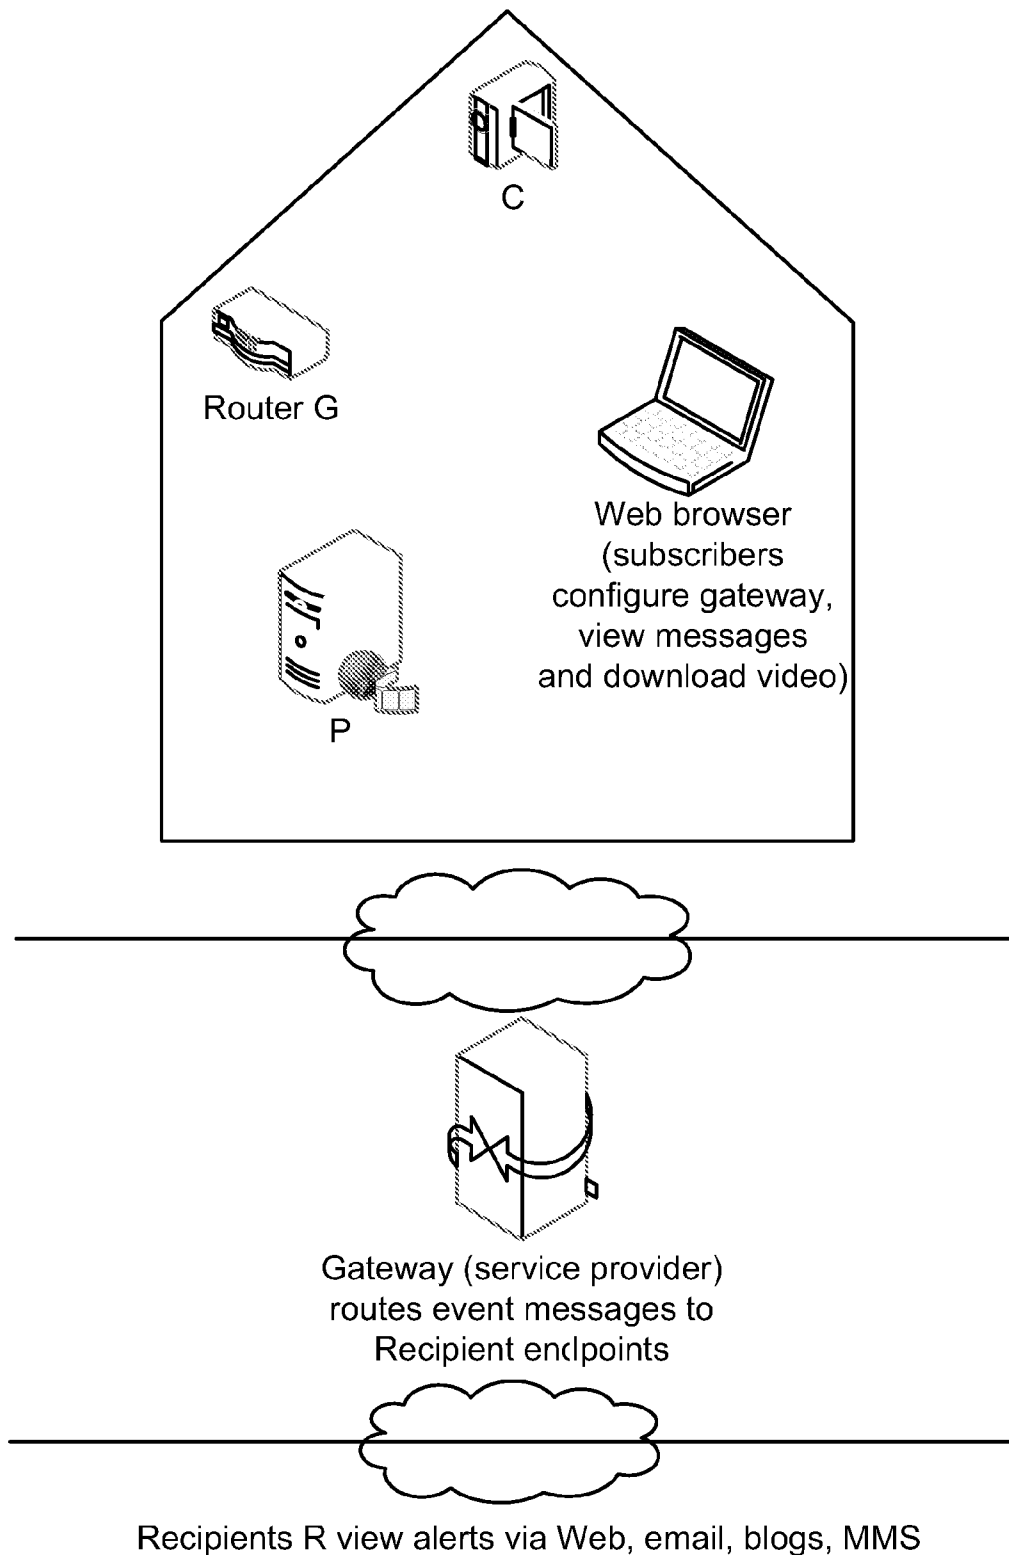 C
Router G
Web browser
(subscribers
configure gateway,
view messages
and download video)
P
Gateway (service provider)
routes event messages to
Recipient endpoints
Recipients R view alerts via Web, email, blogs, MMS